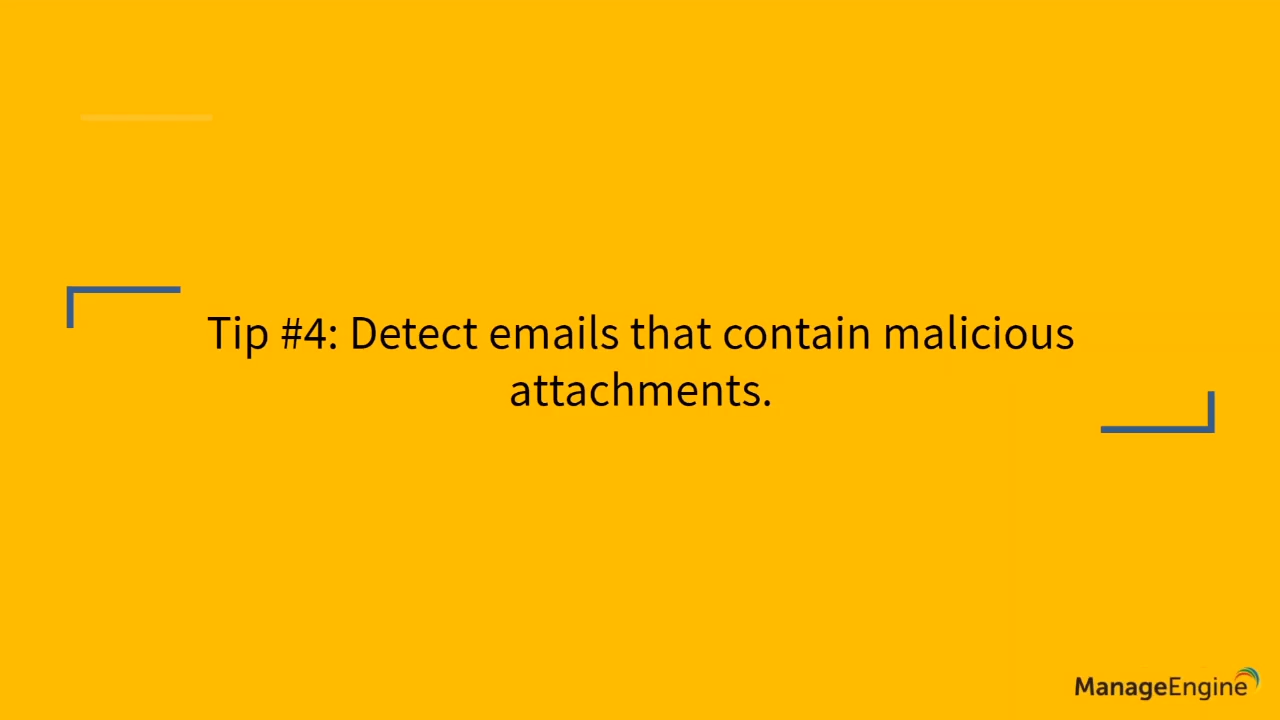 Tip #4: Detect emails that contain malicious
attachments.
ManageEngine